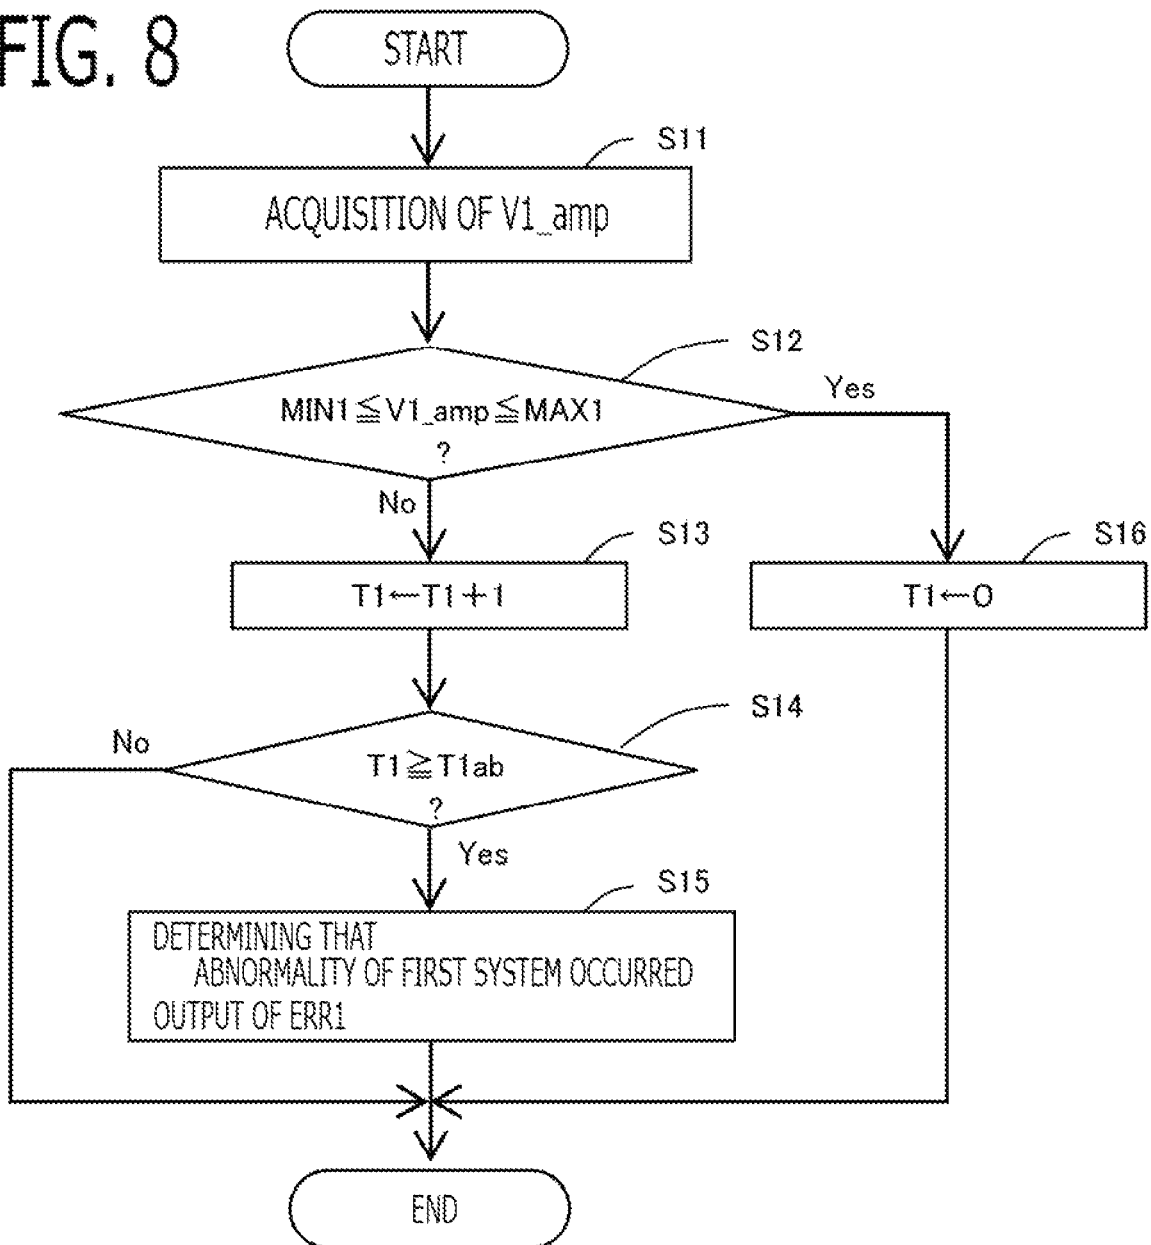 FIG. 8
START
S11
ACQUISITION OF V1_amp
S12
MIN1≦V1_amp≦MAX1
?
Yes
No
S13
T1←T1+1
S16
T1←0
S14
T1≧T1ab
?
No
Yes
S15
DETERMINING THAT
ABNORMALITY OF FIRST SYSTEM OCCURRED
OUTPUT OF ERR1
END